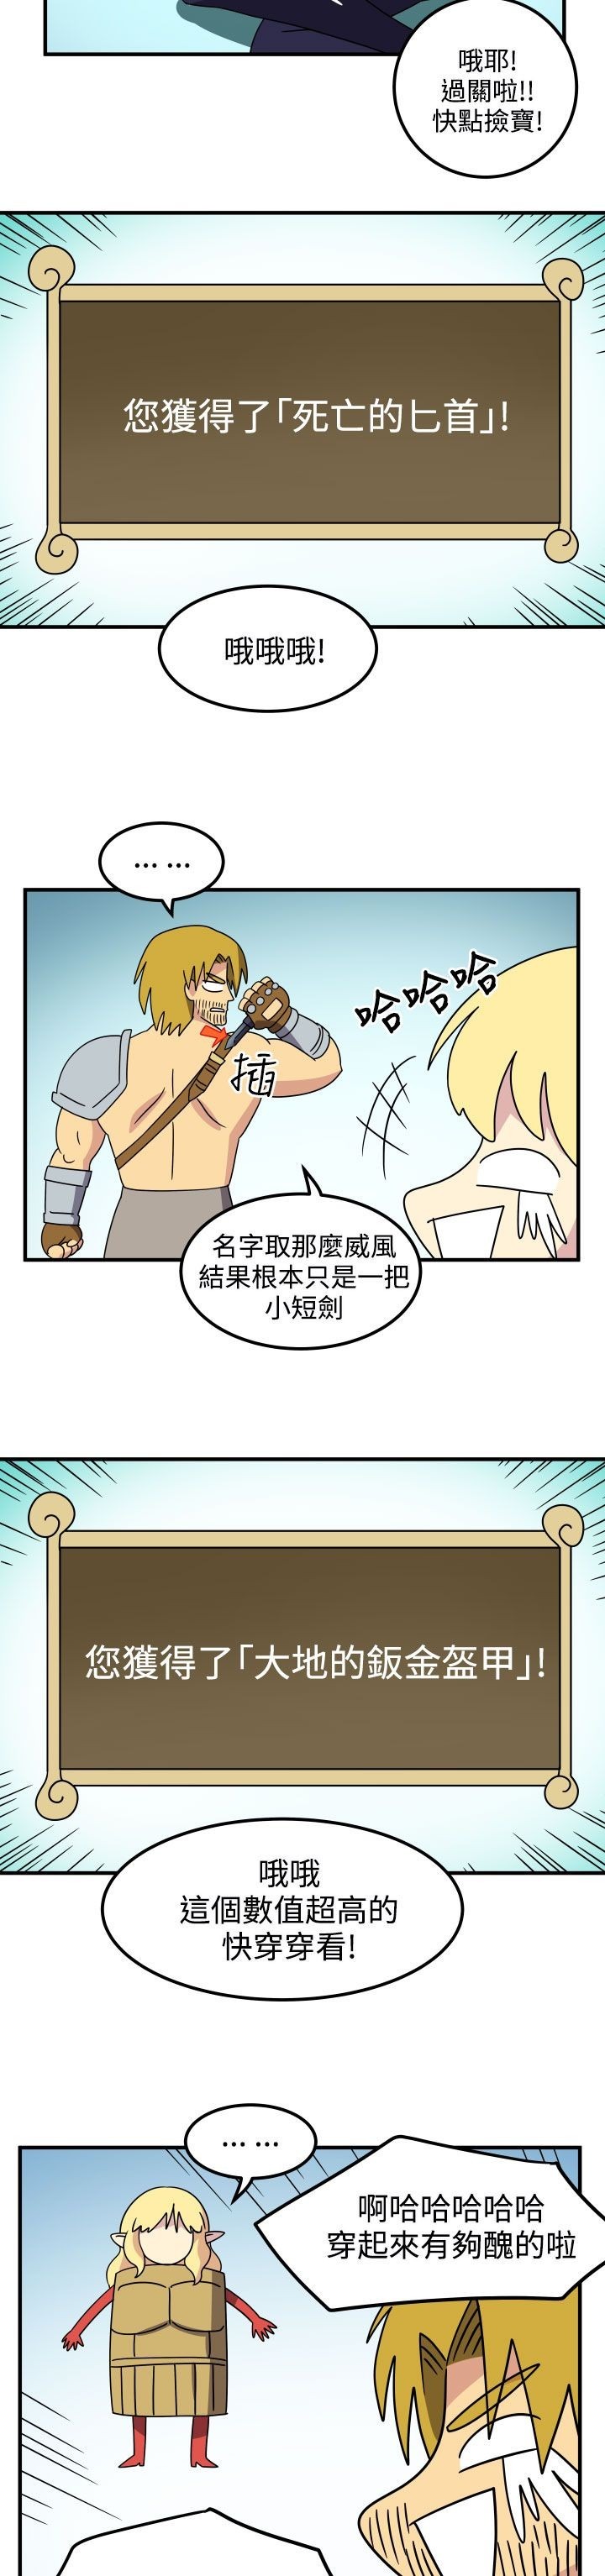 哦耶!
過關啦!!
快點撿寶!
您獲得了「死亡的匕首」!
哦哦哦!
... ...
哈哈哈
插
名字取那麼威風
結果根本只是一把
小短劍
您獲得了「大地的鈑金盔甲」!
哦哦
這個數值超高的
快穿穿看!
... ...
啊哈哈哈哈哈
穿起來有夠醜的啦